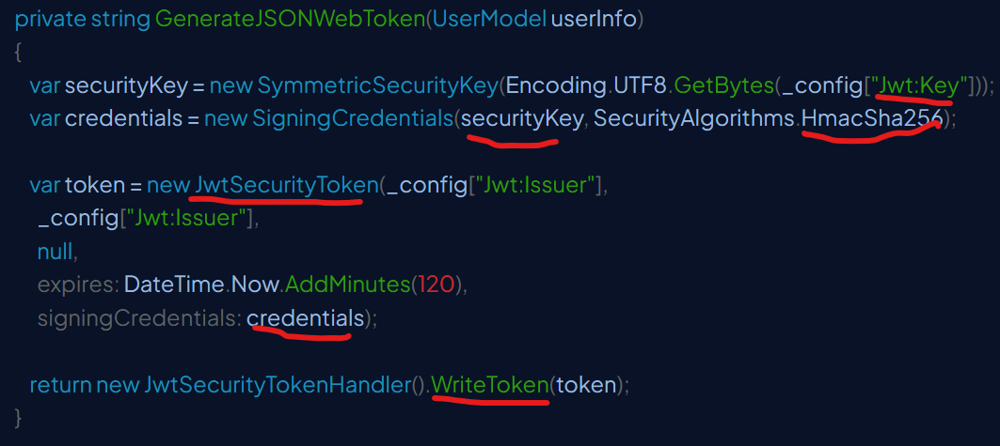 private string GenerateJSONWebToken(UserModel userInfo)
{
var securityKey = new SymmetricSecurityKey(Encoding.UTF8.GetBytes(_config["Jwt:Key"]));
var credentials = new SigningCredentials(securityKey, SecurityAlgorithms.HmacSha256);
var token = new JwtSecurityToken(_config["Jwt:Issuer"],
_config["Jwt:Issuer"],
null,
expires: DateTime.Now.AddMinutes(120),
signingCredentials: credentials);
return new JwtSecurityTokenHandler().WriteToken(token);
}